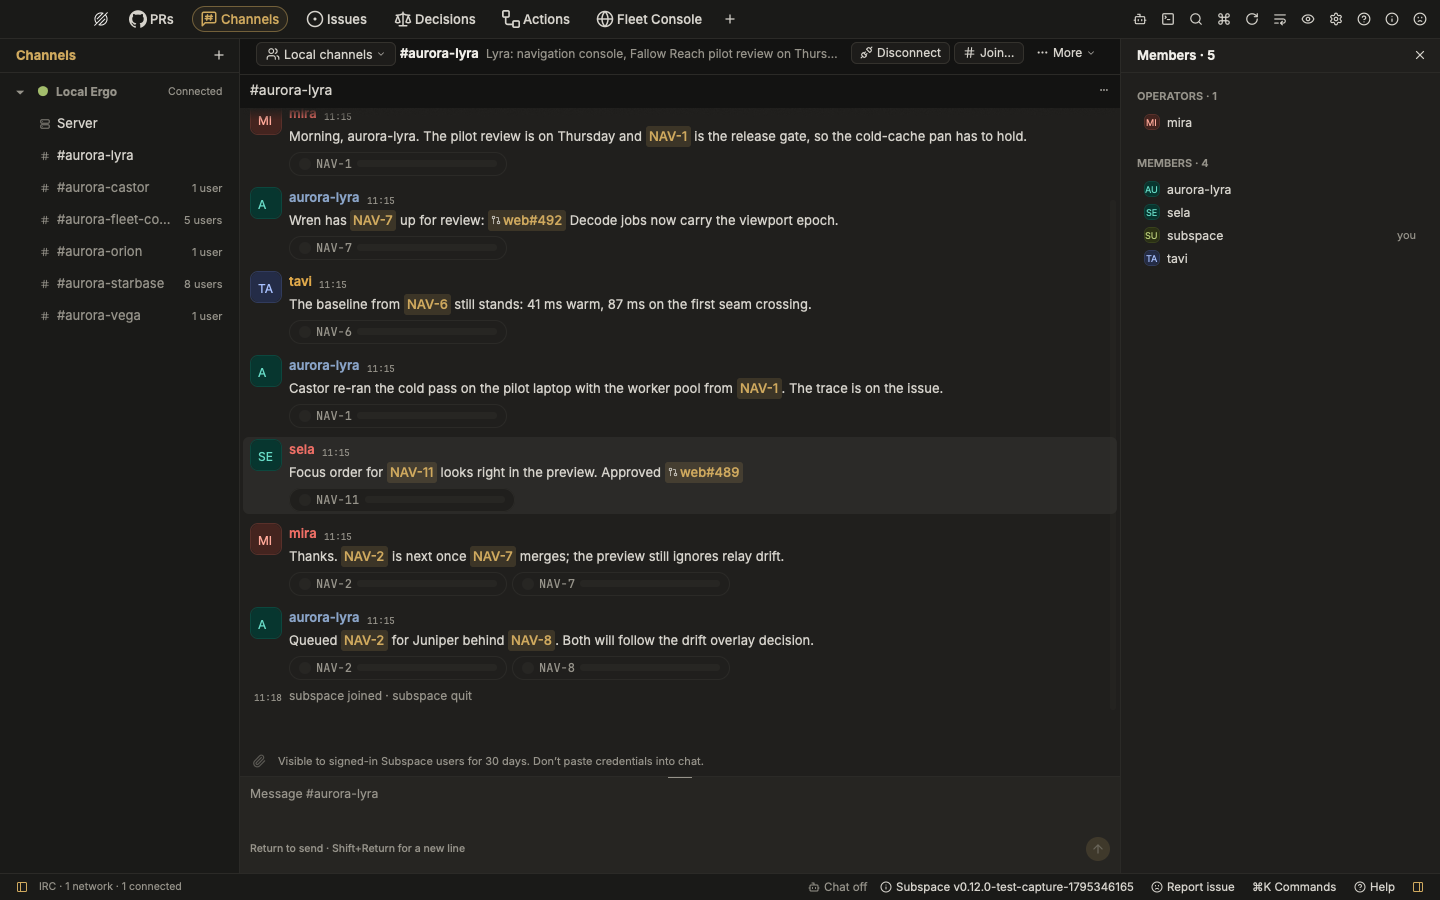 PRs
Channels
Issues
Decisions
Actions
Fleet Console
Channels
Local Ergo
Connected
Server
#aurora-lyra
#aurora-castor
1 user
#aurora-fleet-co...
5 users
#aurora-orion
1 user
#aurora-starbase
8 users
#aurora-vega
1 user
Local channels
#aurora-lyra
Lyra: navigation console, Fallow Reach pilot review on Thurs...
Disconnect
Join...
More
#aurora-lyra
MI mira 11:15
Morning, aurora-lyra. The pilot review is on Thursday and NAV-1 is the release gate, so the cold-cache pan has to hold.
NAV-1
A aurora-lyra 11:15
Wren has NAV-7 up for review: web#492 Decode jobs now carry the viewport epoch.
NAV-7
TA tavi 11:15
The baseline from NAV-6 still stands: 41 ms warm, 87 ms on the first seam crossing.
NAV-6
A aurora-lyra 11:15
Castor re-ran the cold pass on the pilot laptop with the worker pool from NAV-1. The trace is on the issue.
NAV-1
SE sela 11:15
Focus order for NAV-11 looks right in the preview. Approved web#489
NAV-11
MI mira 11:15
Thanks. NAV-2 is next once NAV-7 merges; the preview still ignores relay drift.
NAV-2 NAV-7
A aurora-lyra 11:15
Queued NAV-2 for Juniper behind NAV-8. Both will follow the drift overlay decision.
NAV-2 NAV-8
11:18 subspace joined · subspace quit
Visible to signed-in Subspace users for 30 days. Don't paste credentials into chat.
Message #aurora-lyra
Return to send · Shift+Return for a new line
Members · 5
OPERATORS · 1
MI mira
MEMBERS · 4
AU aurora-lyra
SE sela
SU subspace you
TA tavi
IRC · 1 network · 1 connected
Chat off
Subspace v0.12.0-test-capture-1795346165
Report issue
⌘K Commands
Help